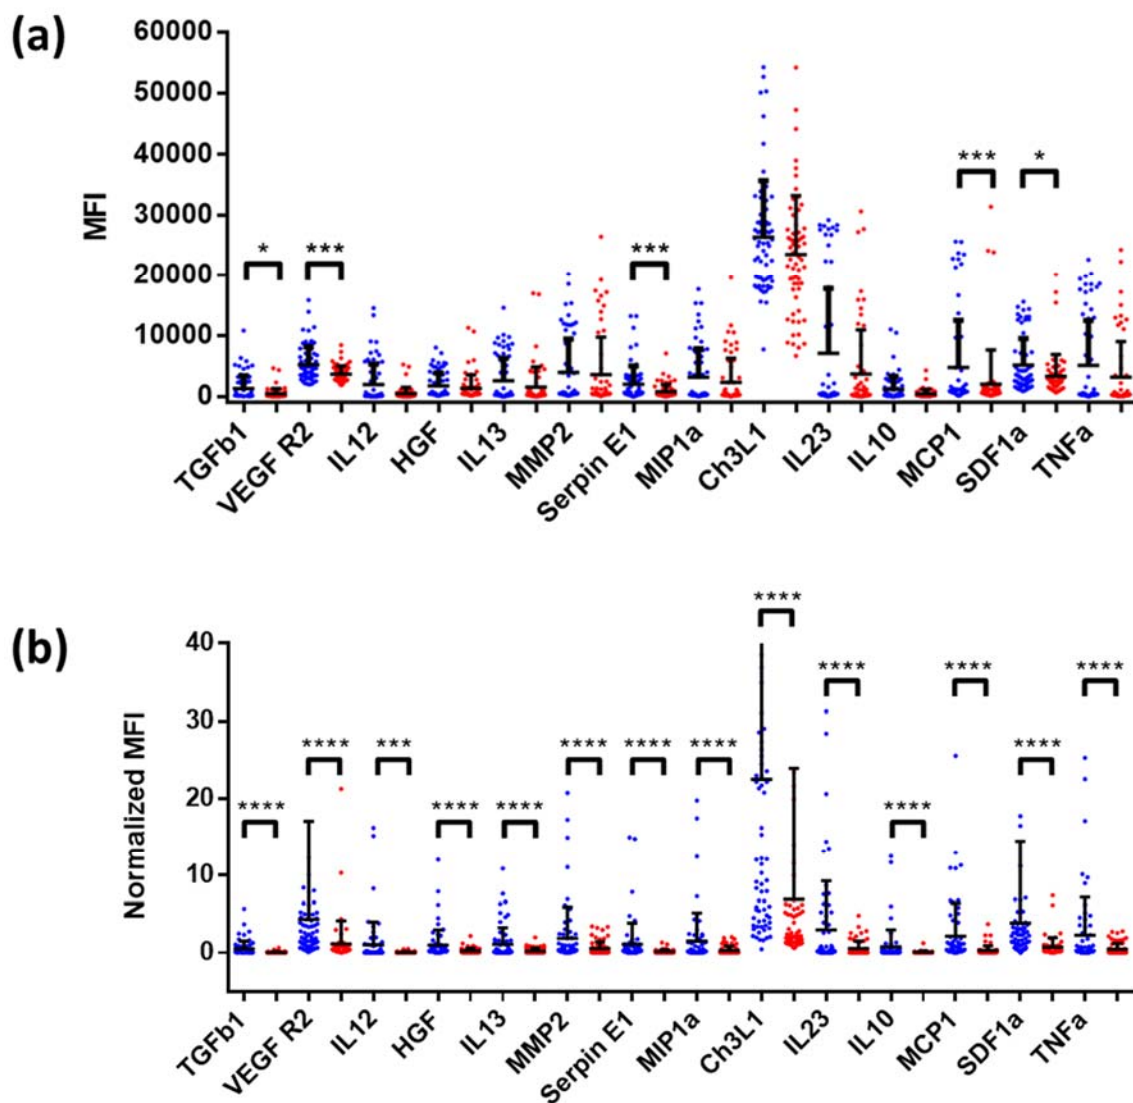 (a)
60000
50000
40000
30000
20000
10000
0
MFI
* *** *** *** *
TGFb1 VEGF R2 IL12 HGF IL13 MMP2 Serpin E1 MIP1a Ch3L1 IL23 IL10 MCP1 SDF1a TNFa
(b)
40
30
20
10
0
Normalized MFI
**** **** *** **** **** **** **** **** **** **** **** **** **** ****
TGFb1 VEGF R2 IL12 HGF IL13 MMP2 Serpin E1 MIP1a Ch3L1 IL23 IL10 MCP1 SDF1a TNFa